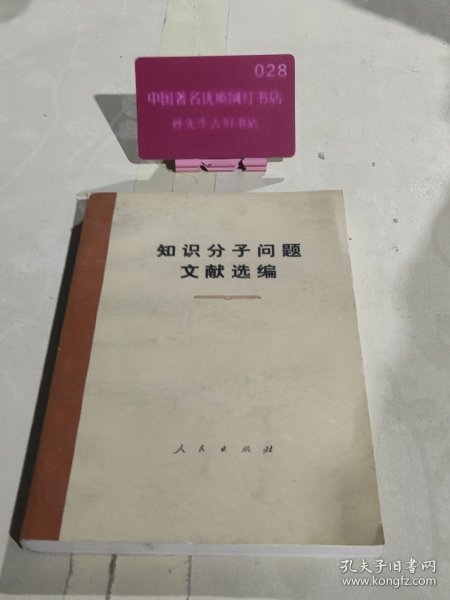 028
中国著名优质网红书店
孙先生古旧书店
知识分子问题
文献选编
人民出版社
孔夫子旧书网
www.kongfz.com